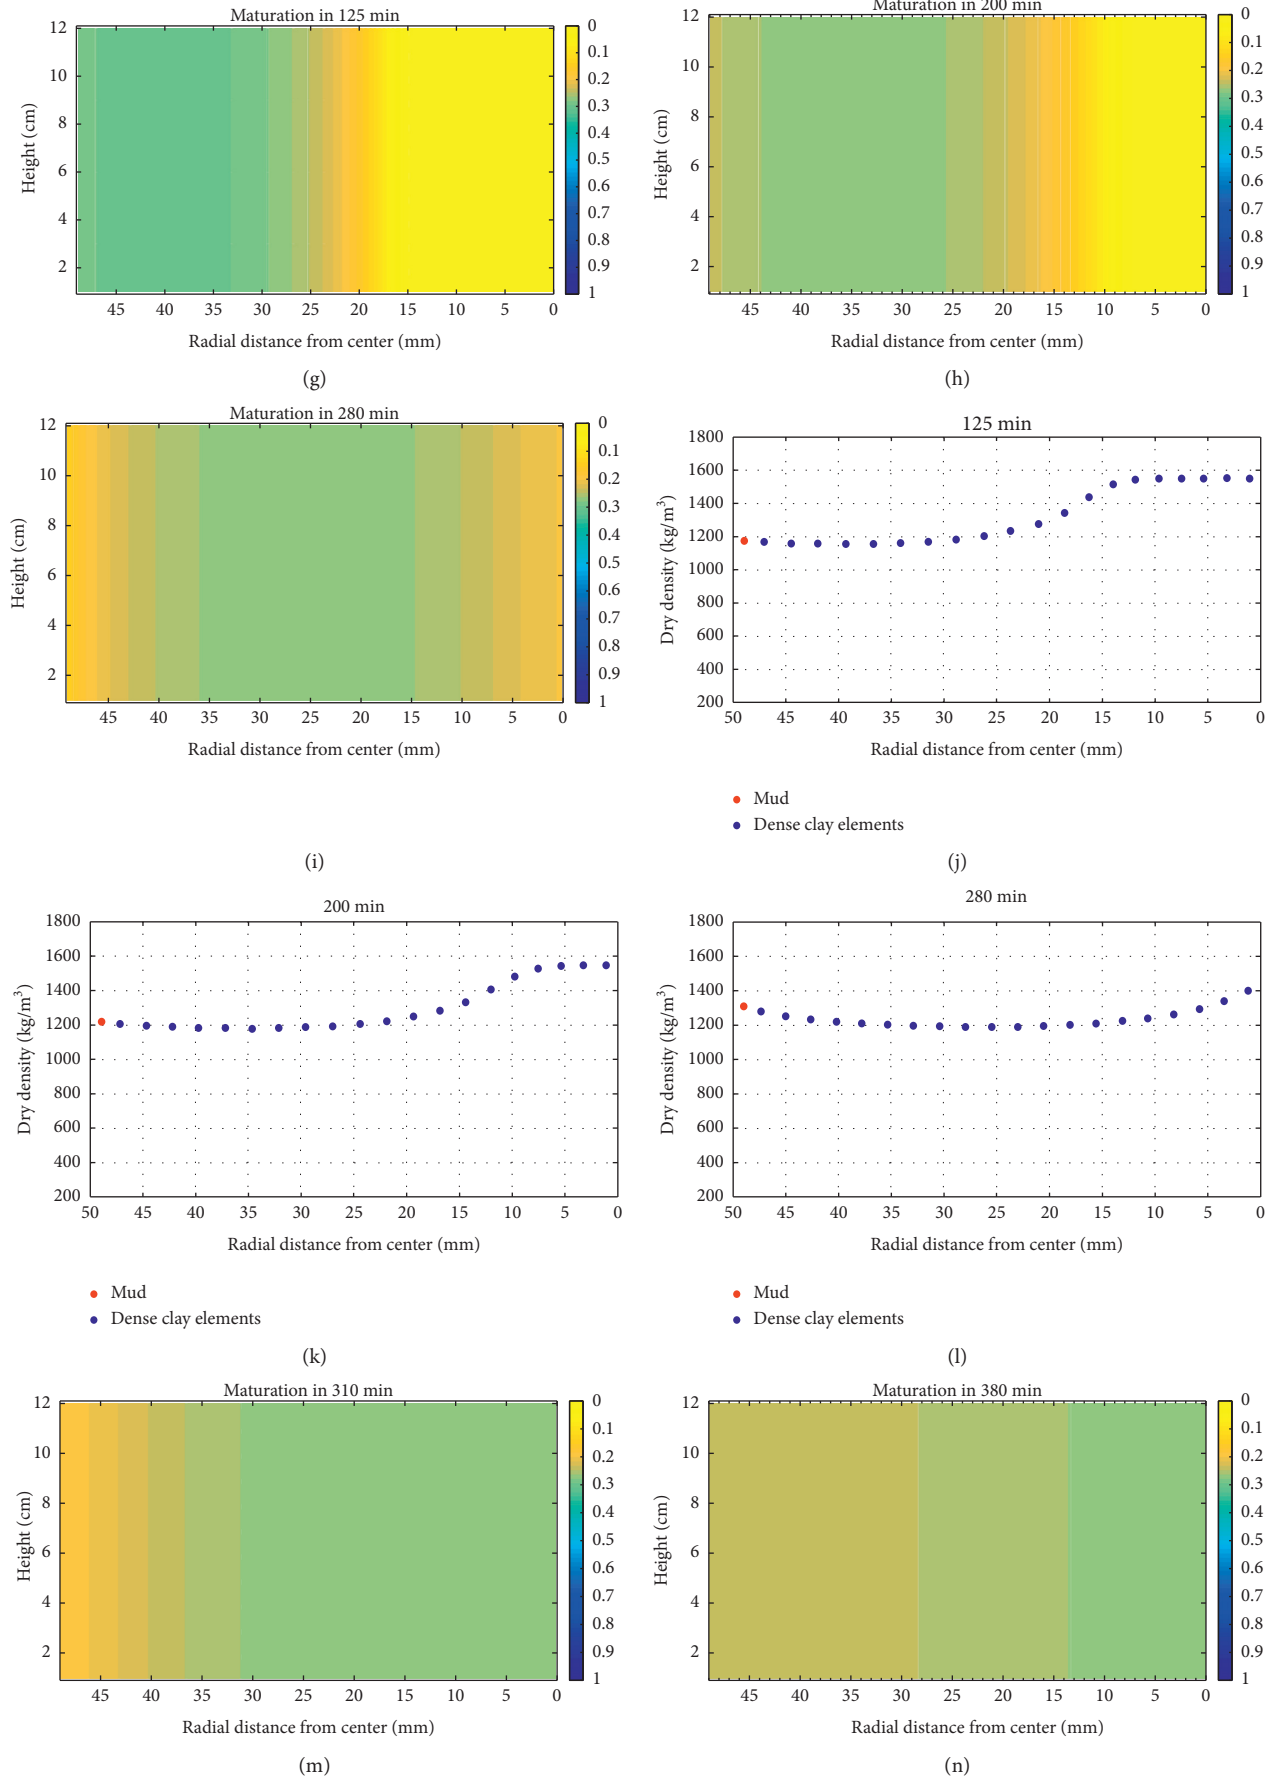 Maturation in 125 min
12
10
8
6
4
2
Height (cm)
45 40 35 30 25 20 15 10 5 0
Radial distance from center (mm)
0
0.1
0.2
0.3
0.4
0.5
0.6
0.7
0.8
0.9
1
(g)
Maturation in 200 min
12
10
8
6
4
2
Height (cm)
45 40 35 30 25 20 15 10 5 0
Radial distance from center (mm)
0
0.1
0.2
0.3
0.4
0.5
0.6
0.7
0.8
0.9
1
(h)
Maturation in 280 min
12
10
8
6
4
2
Height (cm)
45 40 35 30 25 20 15 10 5 0
Radial distance from center (mm)
0
0.1
0.2
0.3
0.4
0.5
0.6
0.7
0.8
0.9
1
(i)
125 min
1800
1600
1400
1200
1000
800
600
400
200
Dry density (kg/m³)
50 45 40 35 30 25 20 15 10 5 0
Radial distance from center (mm)
Mud
Dense clay elements
(j)
200 min
1800
1600
1400
1200
1000
800
600
400
200
Dry density (kg/m³)
50 45 40 35 30 25 20 15 10 5 0
Radial distance from center (mm)
Mud
Dense clay elements
(k)
280 min
1800
1600
1400
1200
1000
800
600
400
200
Dry density (kg/m³)
50 45 40 35 30 25 20 15 10 5 0
Radial distance from center (mm)
Mud
Dense clay elements
(l)
Maturation in 310 min
12
10
8
6
4
2
Height (cm)
45 40 35 30 25 20 15 10 5 0
Radial distance from center (mm)
0
0.1
0.2
0.3
0.4
0.5
0.6
0.7
0.8
0.9
1
(m)
Maturation in 380 min
12
10
8
6
4
2
Height (cm)
45 40 35 30 25 20 15 10 5 0
Radial distance from center (mm)
0
0.1
0.2
0.3
0.4
0.5
0.6
0.7
0.8
0.9
1
(n)